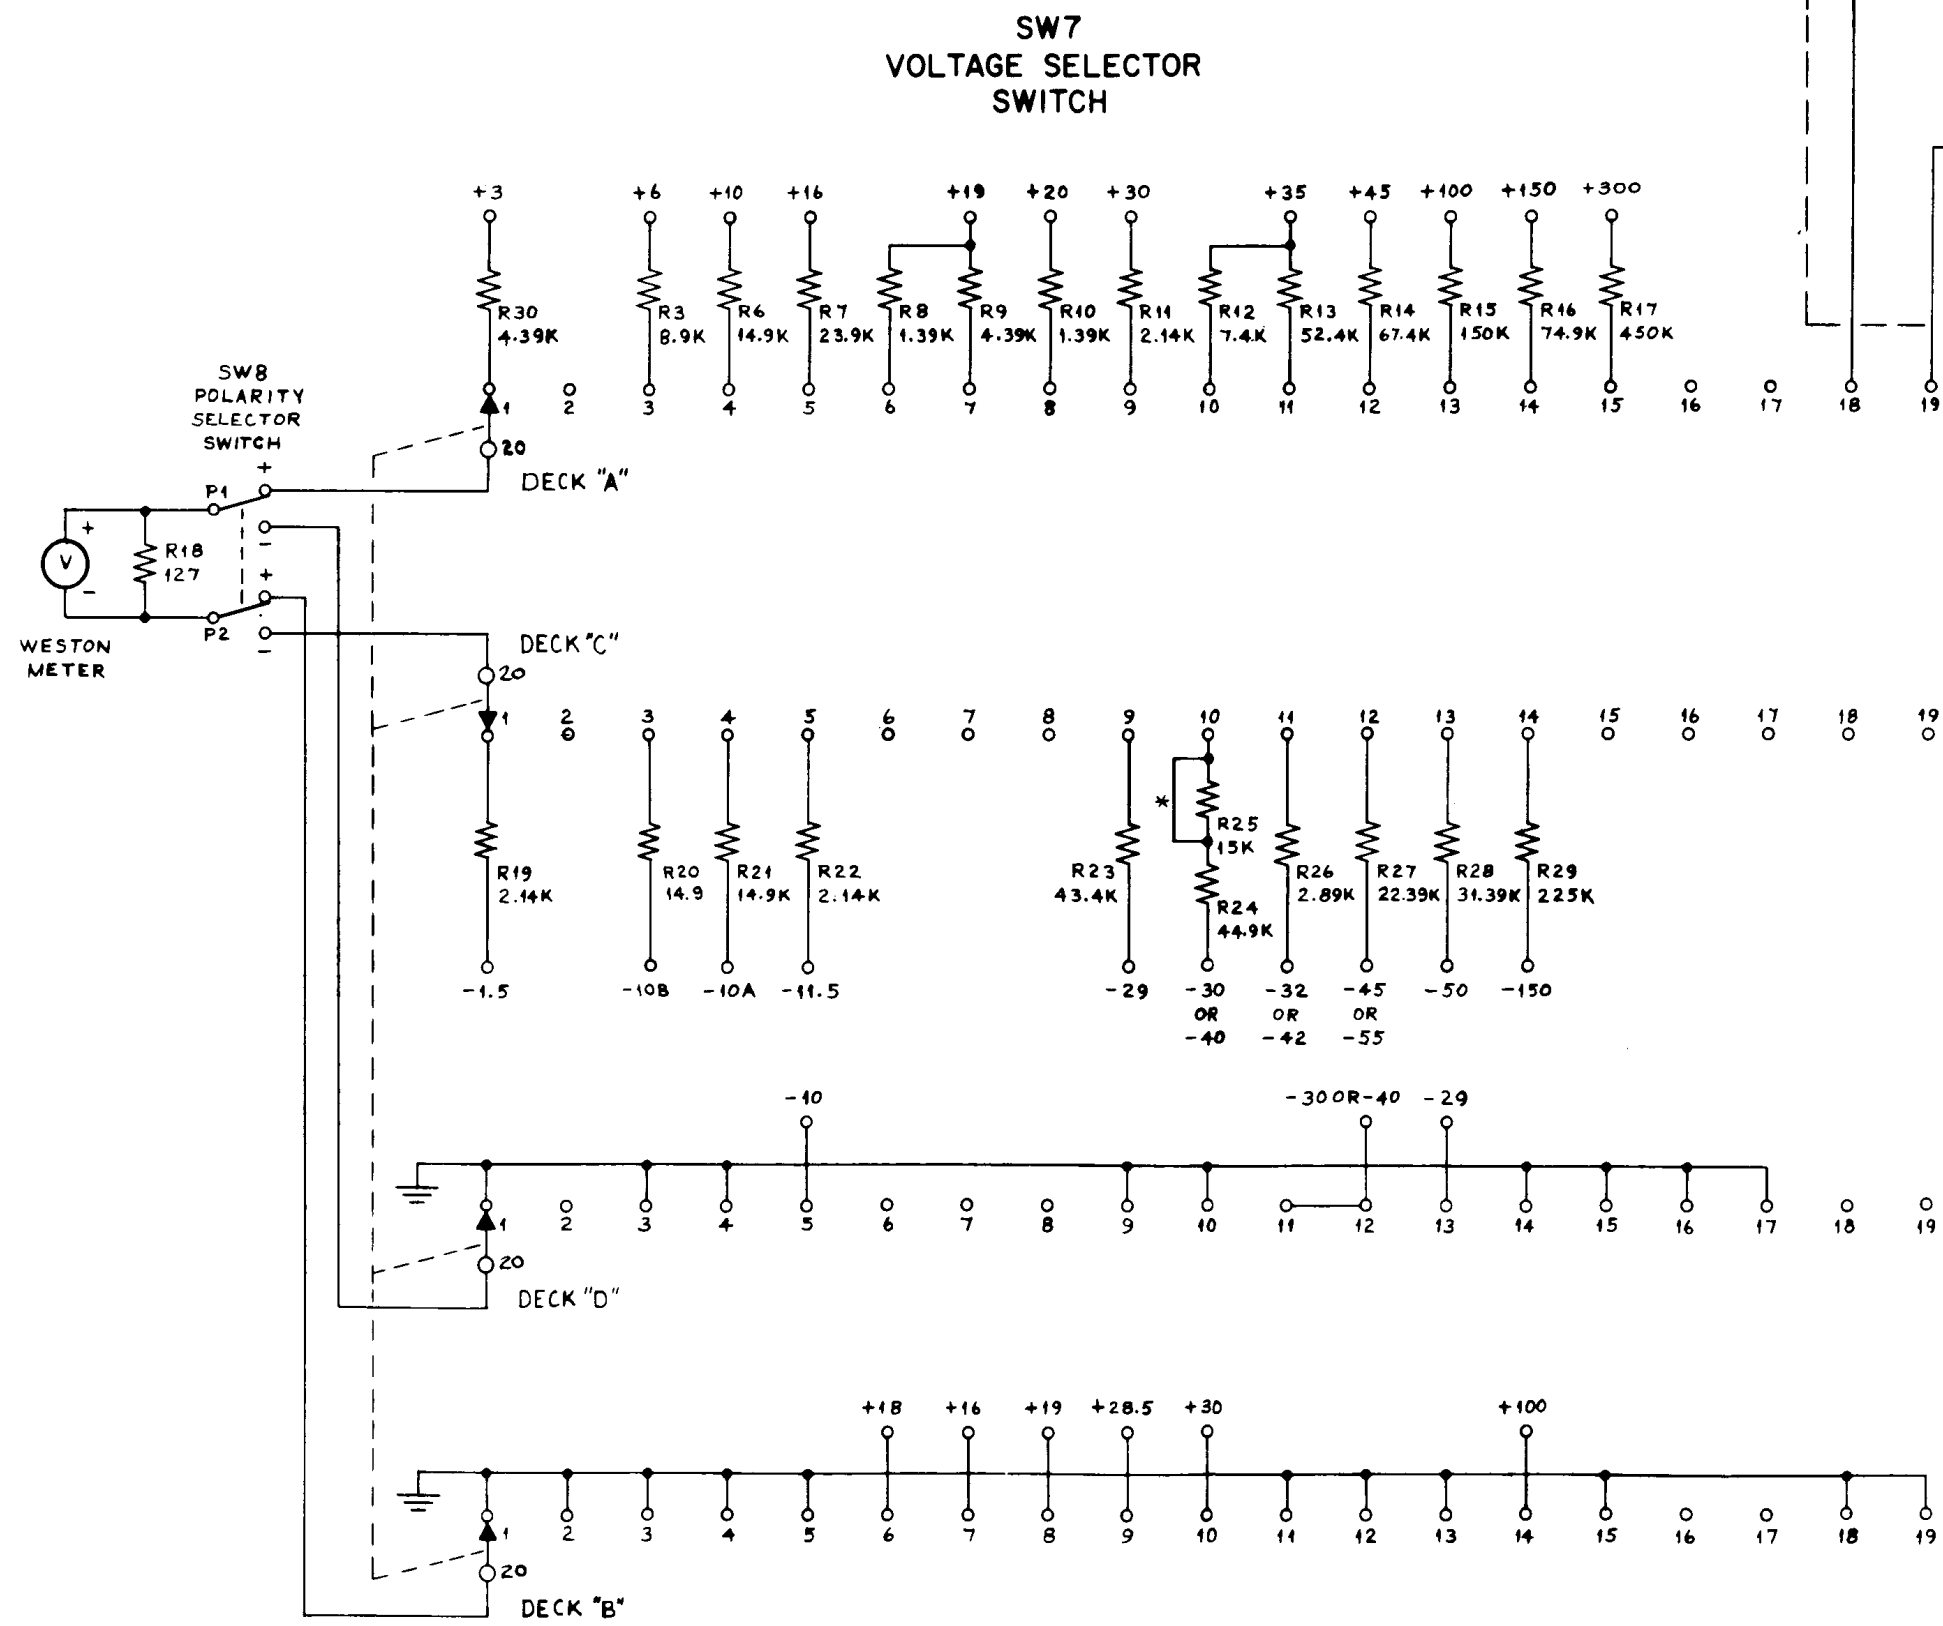 SW7
VOLTAGE SELECTOR
SWITCH
+3 +6 +10 +16 +19 +20 +30 +35 +45 +100 +150 +300
R30 R3 R6 R7 R8 R9 R10 R11 R12 R13 R14 R15 R16 R17
4.39K 8.9K 14.9K 23.9K 1.39K 4.39K 1.39K 2.14K 7.4K 52.4K 67.4K 150K 74.9K 450K
1 2 3 4 5 6 7 8 9 10 11 12 13 14 15 16 17 18 19
20
DECK "A"
SW8
POLARITY
SELECTOR
SWITCH
+
P1
-
+
P2
-
+
V
-
R18
127
WESTON
METER
DECK "C"
20
1 2 3 4 5 6 7 8 9 10 11 12 13 14 15 16 17 18 19
*
R25
15K
R19 R20 R21 R22 R23 R26 R27 R28 R29
2.14K 14.9 14.9K 2.14K 43.4K 2.89K 22.39K 31.39K 225K
R24
44.9K
-1.5 -10B -10A -11.5 -29 -30 -32 -45 -50 -150
OR OR OR
-40 -42 -55
-10 -30 OR -40 -29
1 2 3 4 5 6 7 8 9 10 11 12 13 14 15 16 17 18 19
20
DECK "D"
+18 +16 +19 +28.5 +30 +100
1 2 3 4 5 6 7 8 9 10 11 12 13 14 15 16 17 18 19
20
DECK "B"